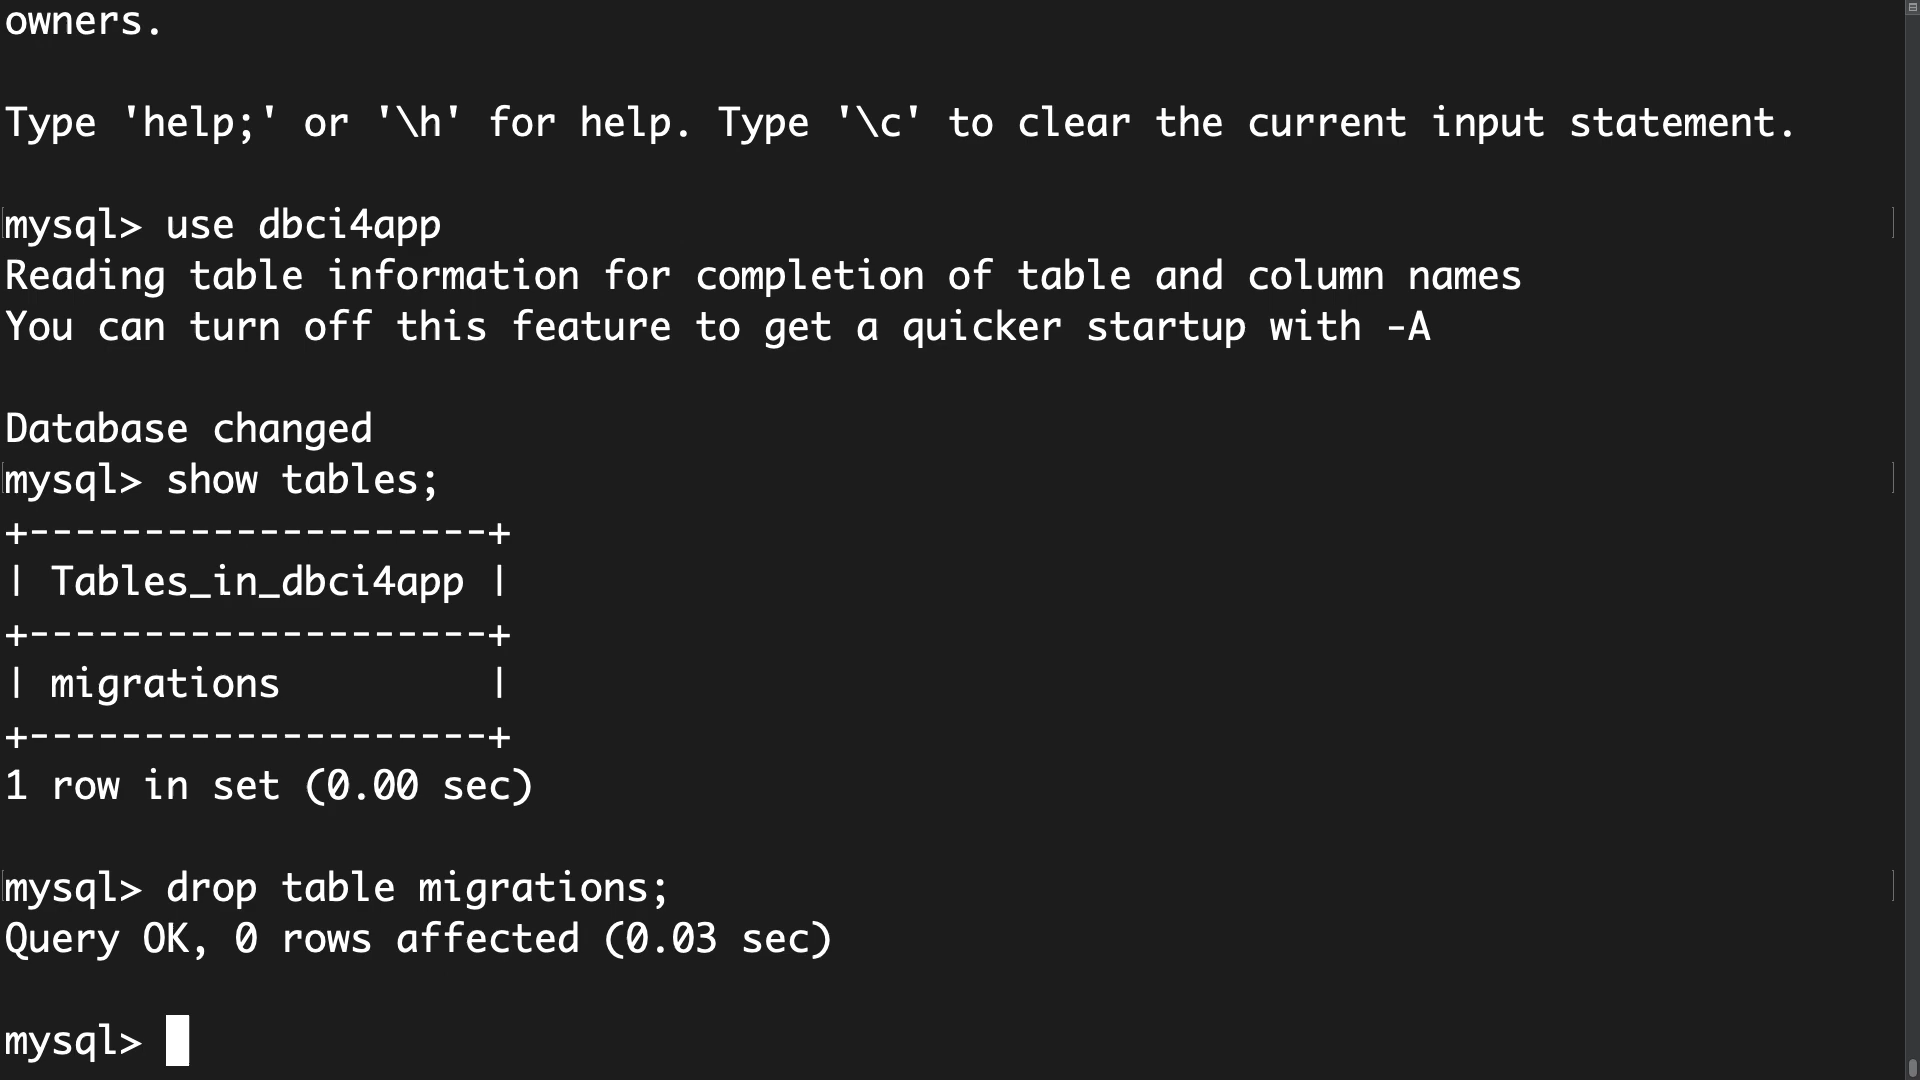 owners.
Type 'help;' or '\h' for help. Type '\c' to clear the current input statement.
mysql> use dbci4app
Reading table information for completion of table and column names
You can turn off this feature to get a quicker startup with -A
Database changed
mysql> show tables;
+--------------------+
| Tables_in_dbci4app |
+--------------------+
| migrations         |
+--------------------+
1 row in set (0.00 sec)
mysql> drop table migrations;
Query OK, 0 rows affected (0.03 sec)
mysql>